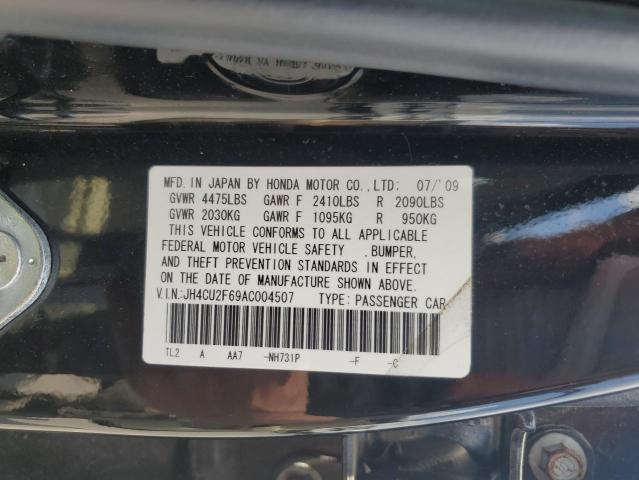 MFD. IN JAPAN BY HONDA MOTOR CO., LTD: 07/'09
GVWR 4475LBS GAWR F 2410LBS R 2090LBS
GVWR 2030KG GAWR F 1095KG R 950KG
THIS VEHICLE CONFORMS TO ALL APPLICABLE
FEDERAL MOTOR VEHICLE SAFETY ,BUMPER,
AND THEFT PREVENTION STANDARDS IN EFFECT
ON THE DATE OF MANUFACTURE SHOWN ABOVE.
V.I.N:JH4CU2F69AC004507 TYPE: PASSENGER CAR
TL2 A AA7 -NH731P -F -C